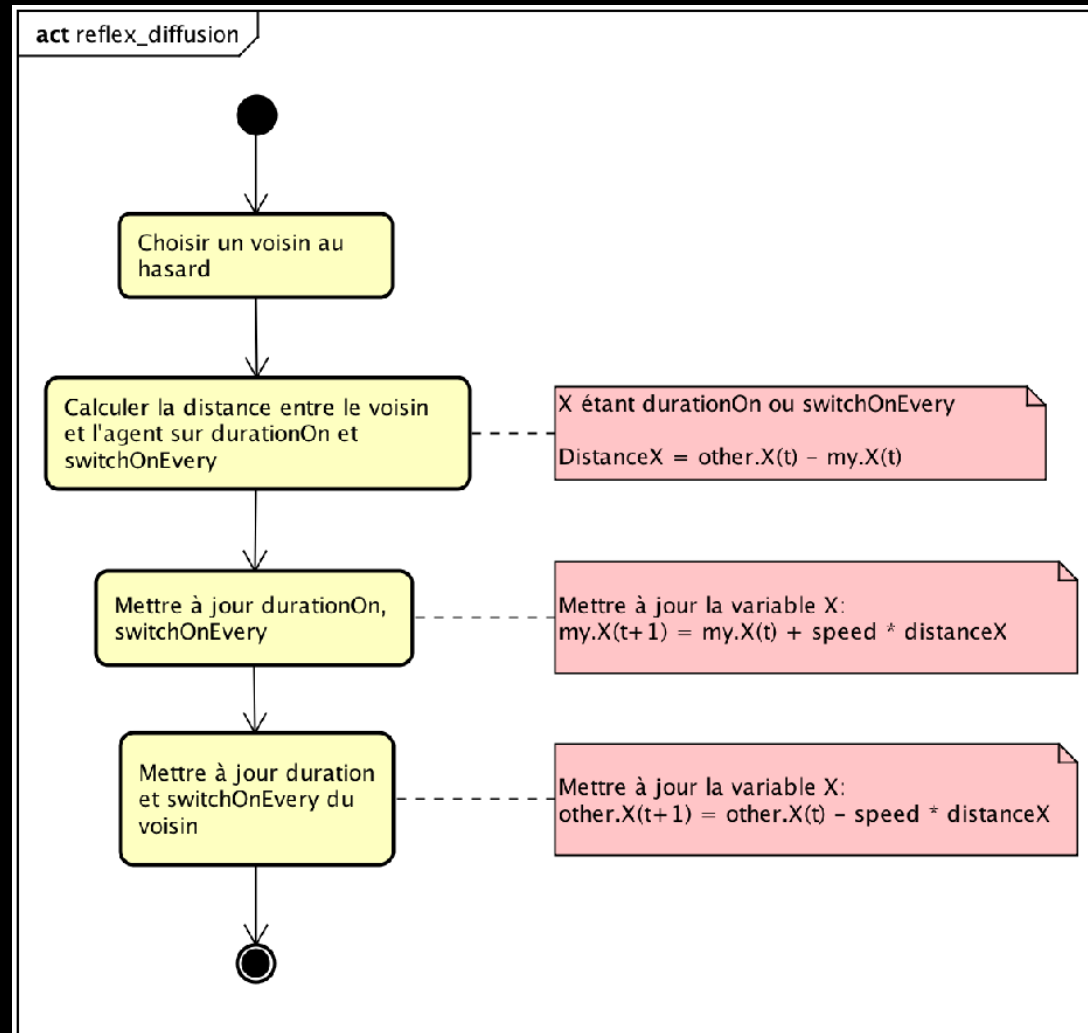 act reflex_diffusion
Choisir un voisin au
hasard
Calculer la distance entre le voisin
et l'agent sur durationOn et
switchOnEvery
X étant durationOn ou switchOnEvery
DistanceX = other.X(t) – my.X(t)
Mettre à jour durationOn,
switchOnEvery
Mettre à jour la variable X:
my.X(t+1) = my.X(t) + speed * distanceX
Mettre à jour duration
et switchOnEvery du
voisin
Mettre à jour la variable X:
other.X(t+1) = other.X(t) – speed * distanceX